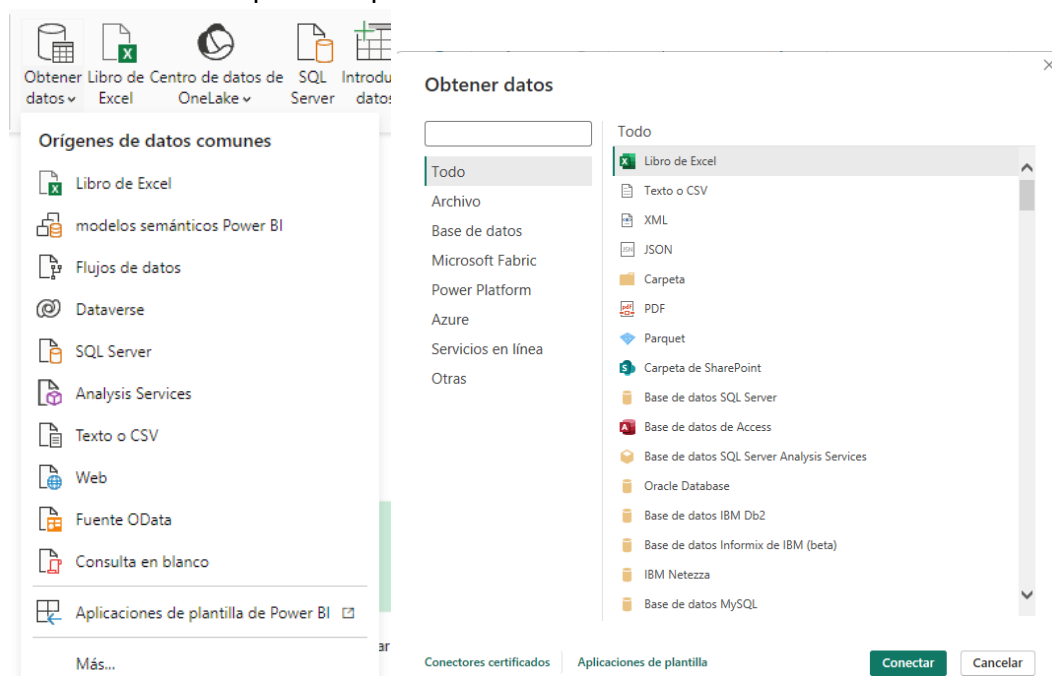 Obtener Libro de Centro de datos de SQL Introdu
datos Excel OneLake Server datos
Orígenes de datos comunes
Libro de Excel
modelos semánticos Power BI
Flujos de datos
Dataverse
SQL Server
Analysis Services
Texto o CSV
Web
Fuente OData
Consulta en blanco
Aplicaciones de plantilla de Power BI
Más...
ar
Obtener datos
Todo
Archivo
Base de datos
Microsoft Fabric
Power Platform
Azure
Servicios en línea
Otras
Todo
Libro de Excel
Texto o CSV
XML
JSON
Carpeta
PDF
Parquet
Carpeta de SharePoint
Base de datos SQL Server
Base de datos de Access
Base de datos SQL Server Analysis Services
Oracle Database
Base de datos IBM Db2
Base de datos Informix de IBM (beta)
IBM Netezza
Base de datos MySQL
Conectores certificados Aplicaciones de plantilla Conectar Cancelar